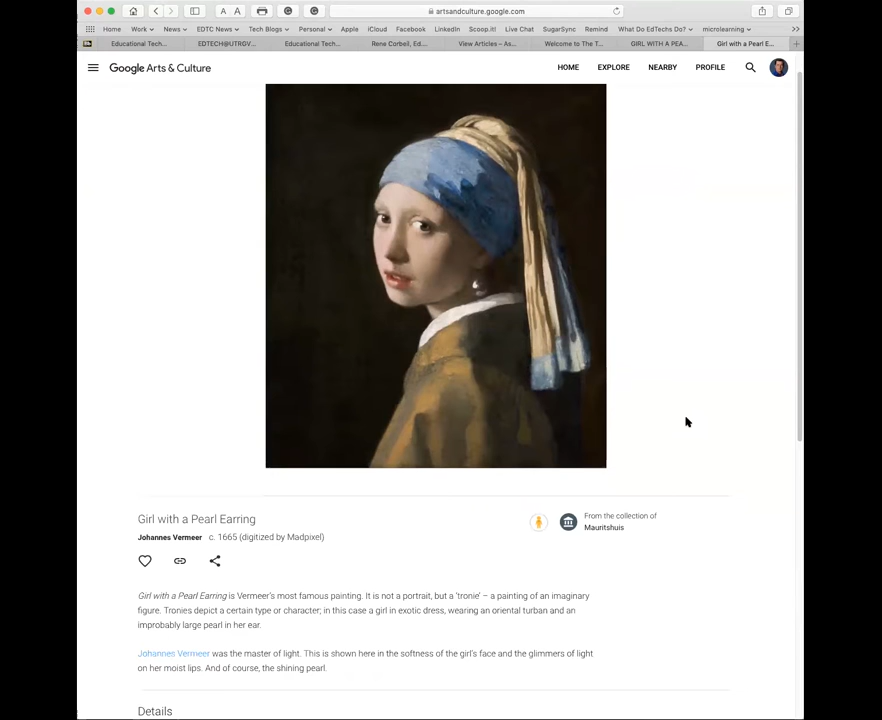 artsandculture.google.com
Home Work News EDTC News Tech Blogs Personal Apple iCloud Facebook LinkedIn Scoop.it! Live Chat SugarSync Remind What Do EdTechs Do? microlearning
Educational Tech... EDTECH@UTRGV... Educational Tech... Rene Corbeil, Ed.... View Articles – As... Welcome to The T... GIRL WITH A PEA... Girl with a Pearl E...
Google Arts & Culture HOME EXPLORE NEARBY PROFILE
Girl with a Pearl Earring
Johannes Vermeer c. 1665 (digitized by Madpixel)
From the collection of
Mauritshuis
Girl with a Pearl Earring is Vermeer's most famous painting. It is not a portrait, but a 'tronie' – a painting of an imaginary
figure. Tronies depict a certain type or character; in this case a girl in exotic dress, wearing an oriental turban and an
improbably large pearl in her ear.
Johannes Vermeer was the master of light. This is shown here in the softness of the girl's face and the glimmers of light
on her moist lips. And of course, the shining pearl.
Details